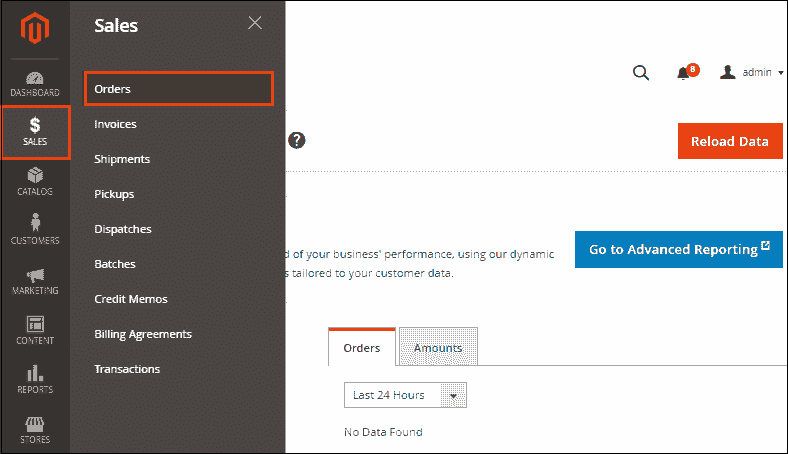 DASHBOARD
SALES
CATALOG
CUSTOMERS
MARKETING
CONTENT
REPORTS
STORES
Sales
Orders
Invoices
Shipments
Pickups
Dispatches
Batches
Credit Memos
Billing Agreements
Transactions
8
admin
?
Reload Data
d of your business' performance, using our dynamic
s tailored to your customer data.
Go to Advanced Reporting
Orders
Amounts
Last 24 Hours
No Data Found